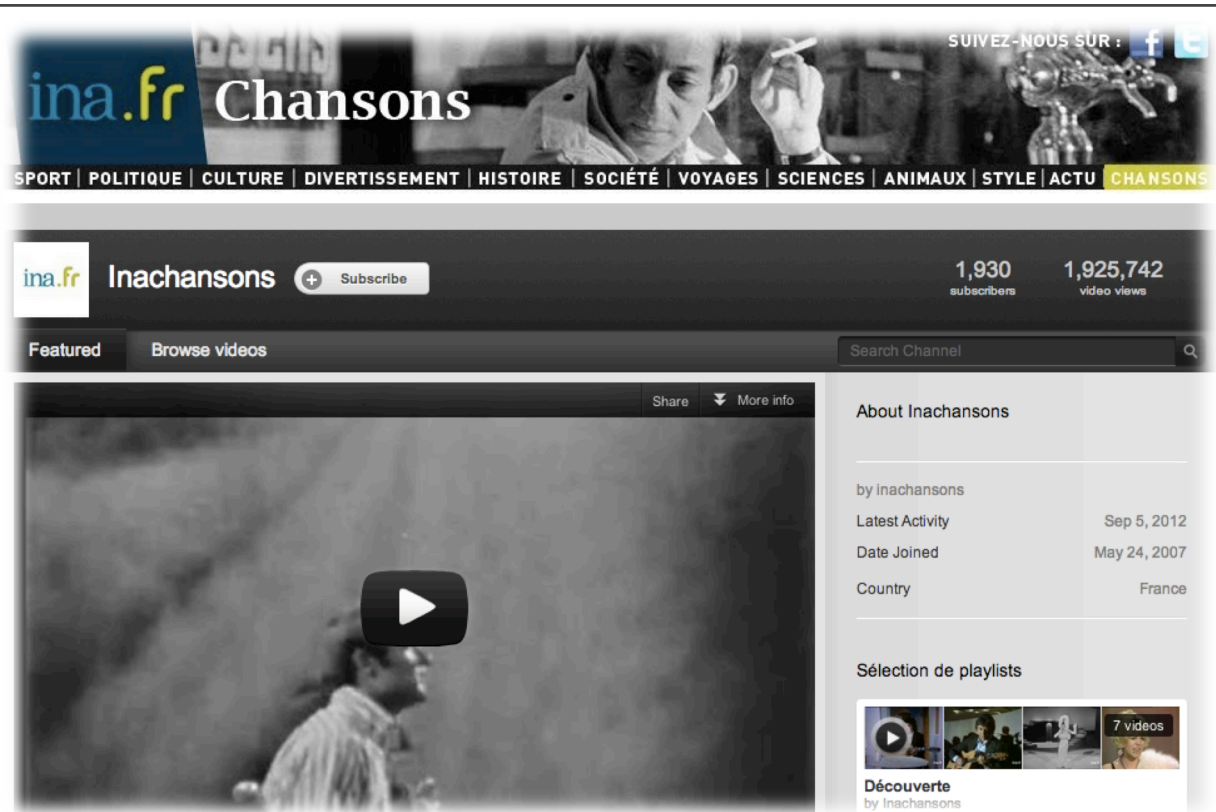 SUIVEZ-NOUS SUR :
ina.fr Chansons
SPORT | POLITIQUE | CULTURE | DIVERTISSEMENT | HISTOIRE | SOCIÉTÉ | VOYAGES | SCIENCES | ANIMAUX | STYLE | ACTU | CHANSONS
ina.fr Inachansons Subscribe
1,930 1,925,742
subscribers video views
Featured Browse videos Search Channel
Share More info
About Inachansons
by inachansons
Latest Activity Sep 5, 2012
Date Joined May 24, 2007
Country France
Sélection de playlists
7 videos
Découverte
by Inachansons